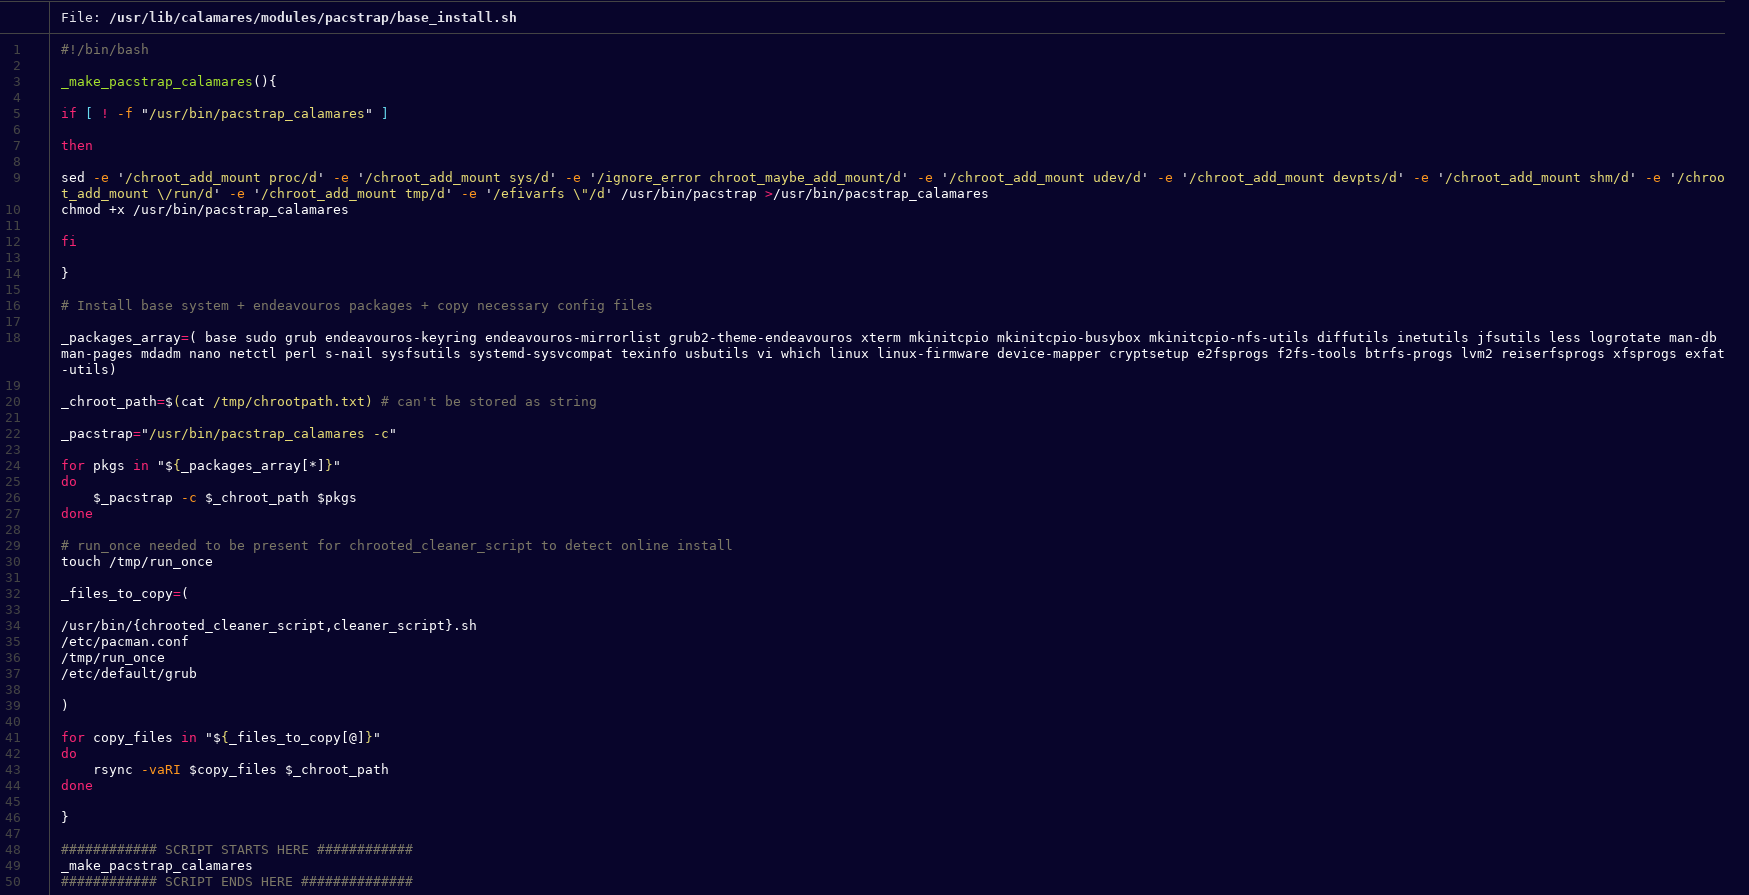 File: /usr/lib/calamares/modules/pacstrap/base_install.sh
1 #!/bin/bash
2
3 _make_pacstrap_calamares(){
4
5 if [ ! -f "/usr/bin/pacstrap_calamares" ]
6
7 then
8
9 sed -e '/chroot_add_mount proc/d' -e '/chroot_add_mount sys/d' -e '/ignore_error chroot_maybe_add_mount/d' -e '/chroot_add_mount udev/d' -e '/chroot_add_mount devpts/d' -e '/chroot_add_mount shm/d' -e '/chroo
t_add_mount \/run/d' -e '/chroot_add_mount tmp/d' -e '/efivarfs \"/d' /usr/bin/pacstrap >/usr/bin/pacstrap_calamares
10 chmod +x /usr/bin/pacstrap_calamares
11
12 fi
13
14 }
15
16 # Install base system + endeavouros packages + copy necessary config files
17
18 _packages_array=( base sudo grub endeavouros-keyring endeavouros-mirrorlist grub2-theme-endeavouros xterm mkinitcpio mkinitcpio-busybox mkinitcpio-nfs-utils diffutils inetutils jfsutils less logrotate man-db
man-pages mdadm nano netctl perl s-nail sysfsutils systemd-sysvcompat texinfo usbutils vi which linux linux-firmware device-mapper cryptsetup e2fsprogs f2fs-tools btrfs-progs lvm2 reiserfsprogs xfsprogs exfat
-utils)
19
20 _chroot_path=$(cat /tmp/chrootpath.txt) # can't be stored as string
21
22 _pacstrap="/usr/bin/pacstrap_calamares -c"
23
24 for pkgs in "${_packages_array[*]}"
25 do
26     $_pacstrap -c $_chroot_path $pkgs
27 done
28
29 # run_once needed to be present for chrooted_cleaner_script to detect online install
30 touch /tmp/run_once
31
32 _files_to_copy=(
33
34 /usr/bin/{chrooted_cleaner_script,cleaner_script}.sh
35 /etc/pacman.conf
36 /tmp/run_once
37 /etc/default/grub
38
39 )
40
41 for copy_files in "${_files_to_copy[@]}"
42 do
43     rsync -vaRI $copy_files $_chroot_path
44 done
45
46 }
47
48 ############ SCRIPT STARTS HERE ############
49 _make_pacstrap_calamares
50 ############ SCRIPT ENDS HERE ##############